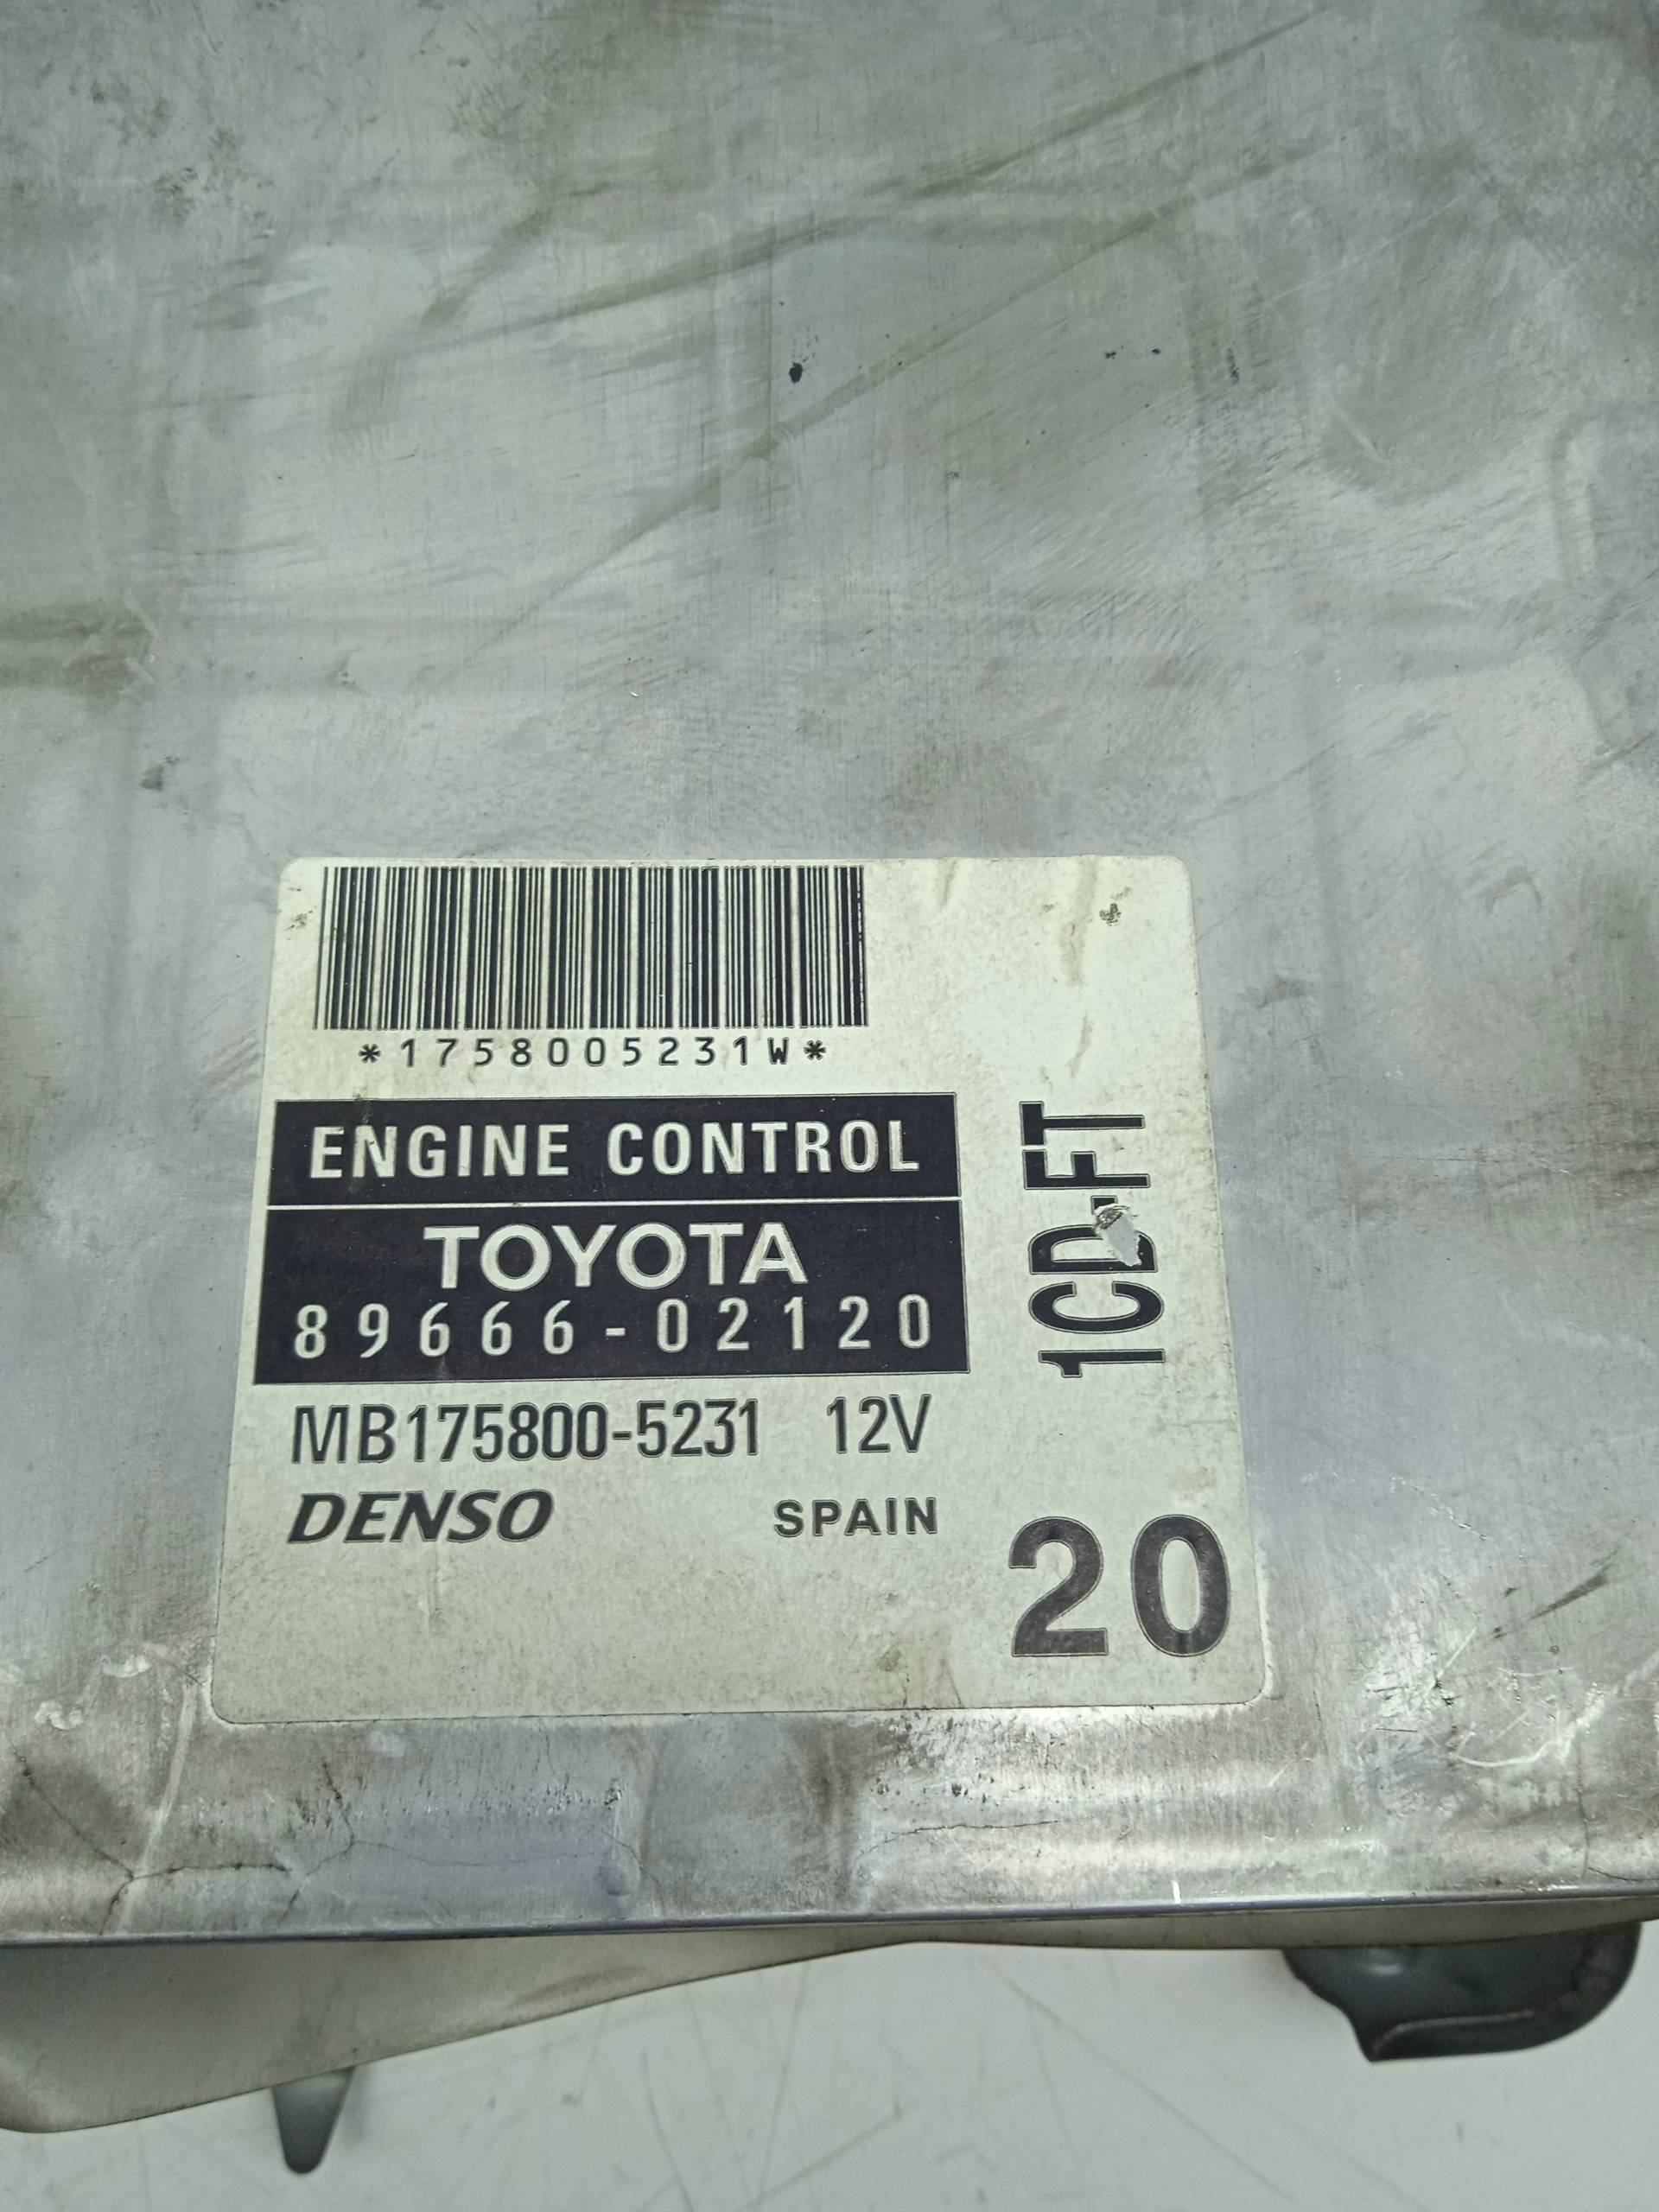 *1758005231W*
ENGINE CONTROL
TOYOTA
89666-02120
MB175800-5231 12V
DENSO SPAIN
1CD-FT
20